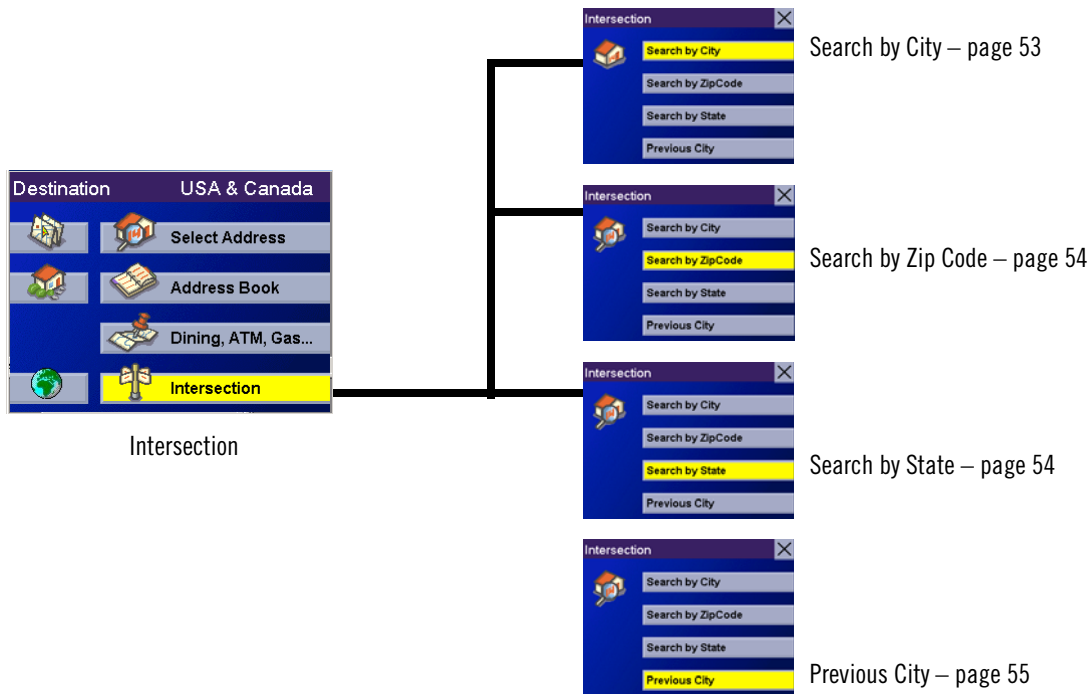 Destination USA & Canada
Select Address
Address Book
Dining, ATM, Gas...
Intersection
Intersection
Intersection
Search by City
Search by ZipCode
Search by State
Previous City
Search by City – page 53
Intersection
Search by City
Search by ZipCode
Search by State
Previous City
Search by Zip Code – page 54
Intersection
Search by City
Search by ZipCode
Search by State
Previous City
Search by State – page 54
Intersection
Search by City
Search by ZipCode
Search by State
Previous City
Previous City – page 55